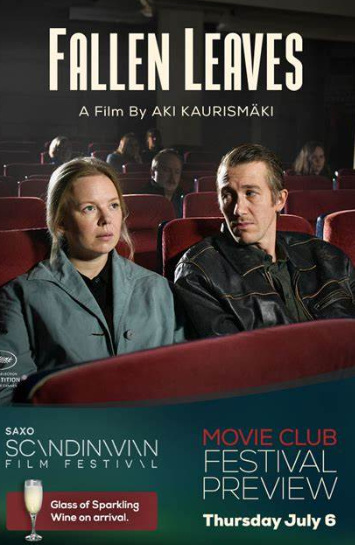 FALLEN LEAVES
A Film By AKI KAURISMÄKI
SAXO
SCANDINAVIAN
FILM FESTIVAL
Glass of Sparkling
Wine on arrival.
MOVIE CLUB
FESTIVAL
PREVIEW
Thursday July 6